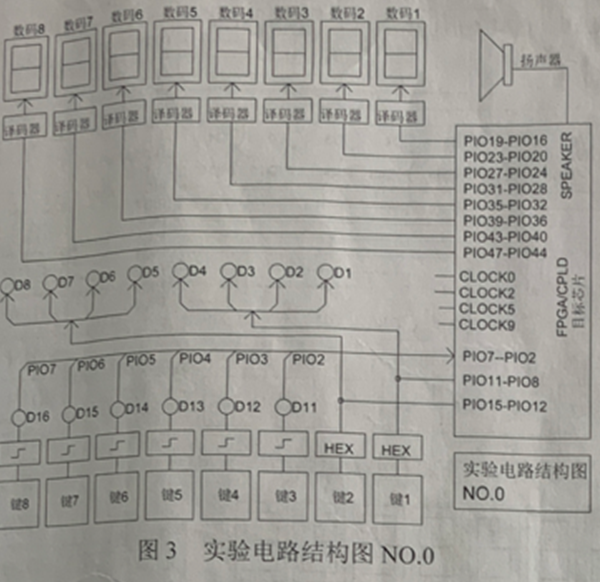 数码8 数码7 数码6 数码5 数码4 数码3 数码2 数码1
扬声器
译码器 译码器 译码器 译码器 译码器 译码器 译码器 译码器
SPEAKER
PIO19-PIO16
PIO23-PIO20
PIO27-PIO24
PIO31-PIO28
PIO35-PIO32
PIO39-PIO36
PIO43-PIO40
PIO47-PIO44
D8 D7 D6 D5 D4 D3 D2 D1
CLOCK0
CLOCK2
CLOCK5
CLOCK9
FPGA/CPLD
目标芯片
PIO7 PIO6 PIO5 PIO4 PIO3 PIO2
PIO7--PIO2
PIO11-PIO8
PIO15-PIO12
D16 D15 D14 D13 D12 D11
HEX HEX
键8 键7 键6 键5 键4 键3 键2 键1
实验电路结构图
NO.0
图 3 实验电路结构图 NO.0